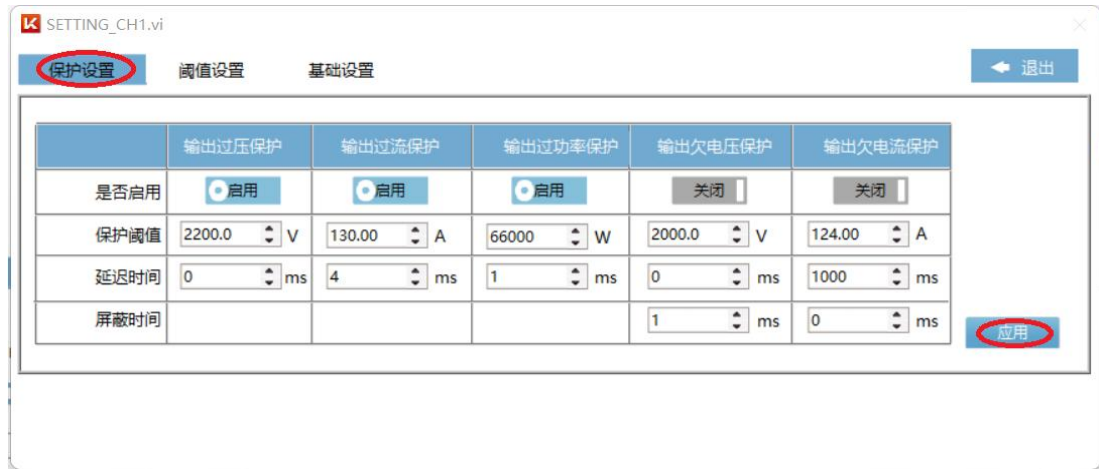 SETTING_CH1.vi
保护设置 阈值设置 基础设置 退出
输出过压保护 输出过流保护 输出过功率保护 输出欠电压保护 输出欠电流保护
是否启用 启用 启用 启用 关闭 关闭
保护阈值 2200.0 V 130.00 A 66000 W 2000.0 V 124.00 A
延迟时间 0 ms 4 ms 1 ms 0 ms 1000 ms
屏蔽时间 1 ms 0 ms
应用